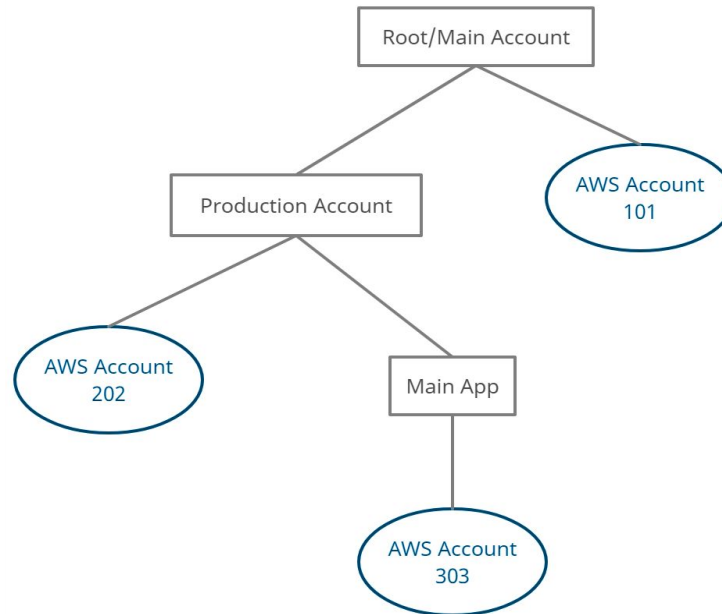 Root/Main Account
AWS Account
101
Production Account
AWS Account
202
Main App
AWS Account
303